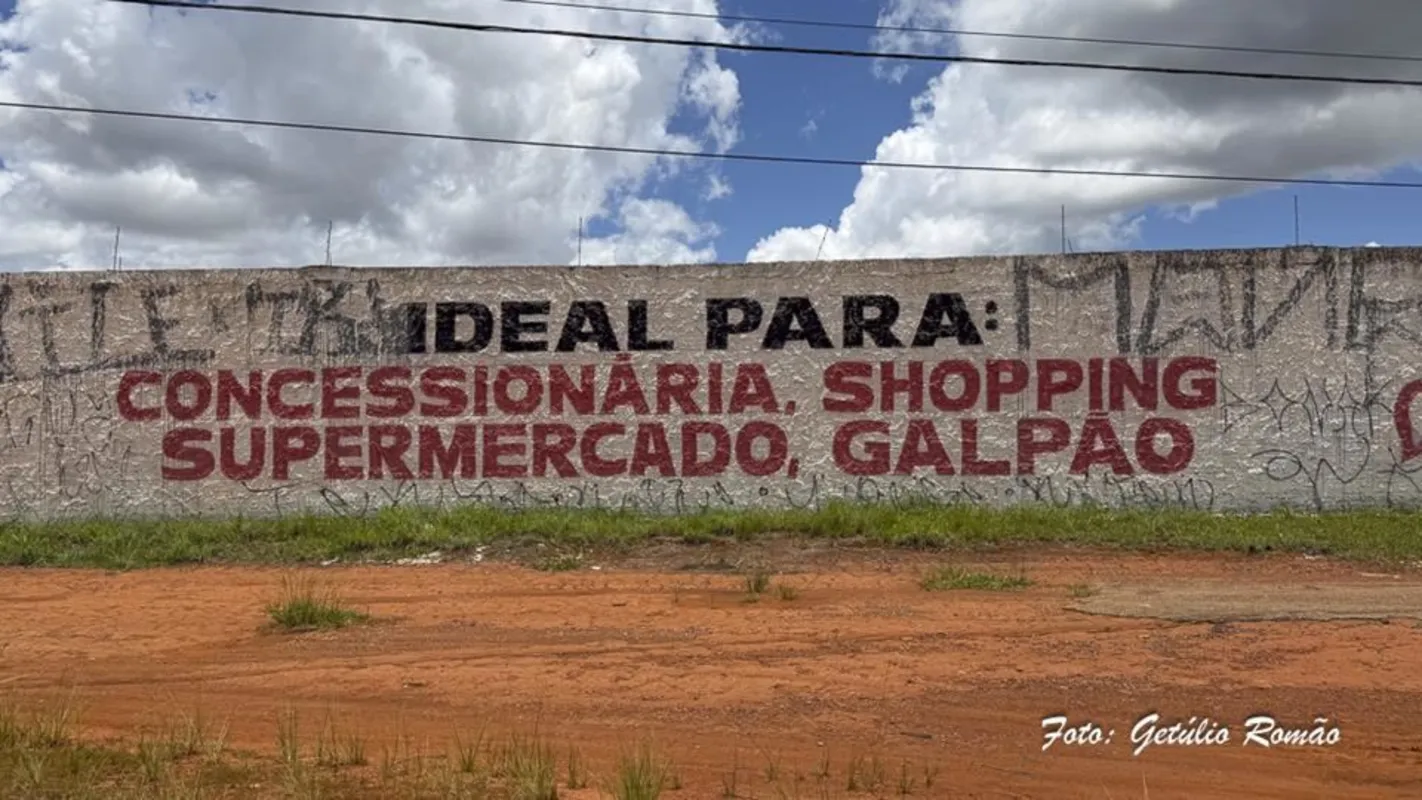 IDEAL PARA:
CONCESSIONÁRIA, SHOPPING
SUPERMERCADO, GALPÃO
Foto: Getúlio Romão